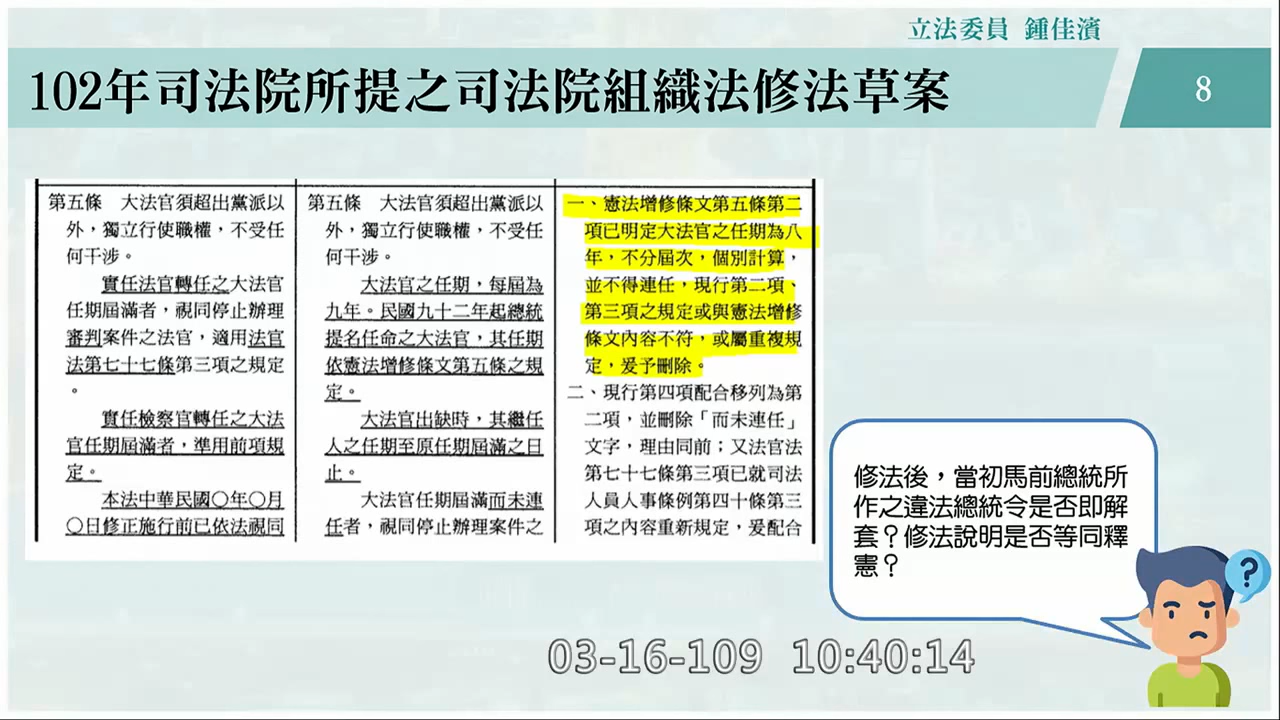 立法委員 鍾佳濱
102年司法院所提之司法院組織法修法草案
8
第五條 大法官須超出黨派以
外,獨立行使職權,不受任
何干涉。
實任法官轉任之大法官
任期屆滿者,視同停止辦理
審判案件之法官,適用法官
法第七十七條第三項之規定
。
實任檢察官轉任之大法
官任期屆滿者,準用前項規
定。
本法中華民國〇年〇月
〇日修正施行前已依法視同
第五條 大法官須超出黨派以
外,獨立行使職權,不受任
何干涉。
大法官之任期,每屆為
九年。民國九十二年起總統
提名任命之大法官,其任期
依憲法增修條文第五條之規
定。
大法官出缺時,其繼任
人之任期至原任期屆滿之日
止。
大法官任期屆滿而未連
任者,視同停止辦理案件之
一、憲法增修條文第五條第二
項已明定大法官之任期為八
年,不分屆次,個別計算,
並不得連任,現行第二項、
第三項之規定或與憲法增修
條文內容不符,或屬重複規
定,爰予刪除。
二、現行第四項配合移列為第
二項,並刪除「而未連任」
文字,理由同前;又法官法
第七十七條第三項已就司法
人員人事條例第四十條第三
項之內容重新規定,爰配合
修法後,當初馬前總統所
作之違法總統令是否即解
套?修法說明是否等同釋
憲?
?
03-16-109 10:40:14